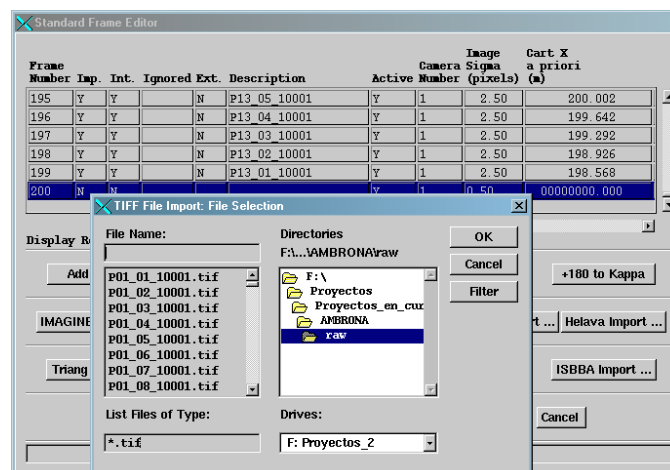 Standard Frame Editor
Image Cart X
Frame Camera Sigma a priori
Number Imp. Int. Ignored Ext. Description Active Number (pixels) (m)
195 Y Y N P13_05_10001 Y 1 2.50 200.002
196 Y Y N P13_04_10001 Y 1 2.50 199.642
197 Y Y N P13_03_10001 Y 1 2.50 199.292
198 Y Y N P13_02_10001 Y 1 2.50 198.926
199 Y Y N P13_01_10001 Y 1 2.50 198.568
200 N N Y 1 0.50 00000000.000
TIFF File Import: File Selection
File Name: Directories OK
F:\...\AMBRONA\raw
Display
P01_01_10001.tif F:\ Cancel
Add P01_02_10001.tif Proyectos +180 to Kappa
P01_03_10001.tif Proyectos_en_cur Filter
P01_04_10001.tif AMBRONA
IMAGINE P01_05_10001.tif raw Helava Import ...
P01_06_10001.tif
P01_07_10001.tif
Triang P01_08_10001.tif ISBBA Import ...
List Files of Type: Drives: Cancel
*.tif F: Proyectos_2